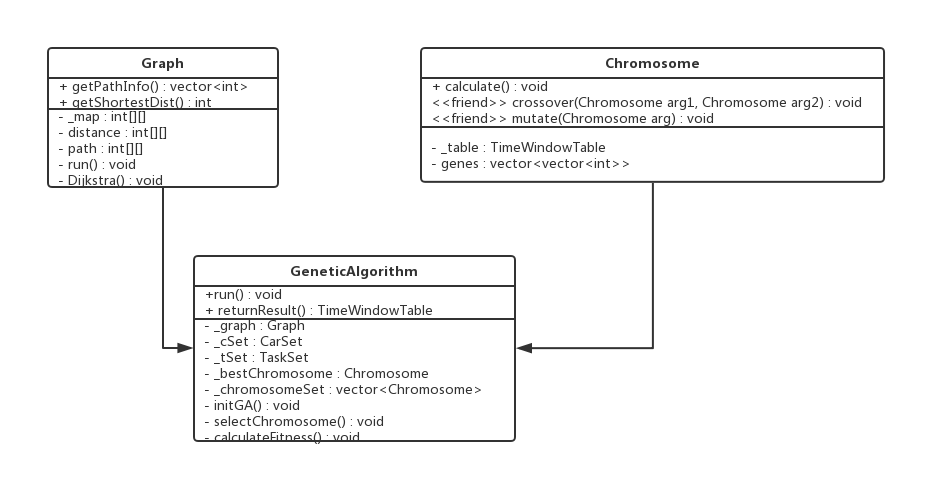 Graph
+ getPathInfo() : vector<int>
+ getShortestDist() : int
- _map : int[][]
- distance : int[][]
- path : int[][]
- run() : void
- Dijkstra() : void
Chromosome
+ calculate() : void
<<friend>> crossover(Chromosome arg1, Chromosome arg2) : void
<<friend>> mutate(Chromosome arg) : void
- _table : TimeWindowTable
- genes : vector<vector<int>>
GeneticAlgorithm
+run() : void
+ returnResult() : TimeWindowTable
- _graph : Graph
- _cSet : CarSet
- _tSet : TaskSet
- _bestChromosome : Chromosome
- _chromosomeSet : vector<Chromosome>
- initGA() : void
- selectChromosome() : void
- calculateFitness() : void